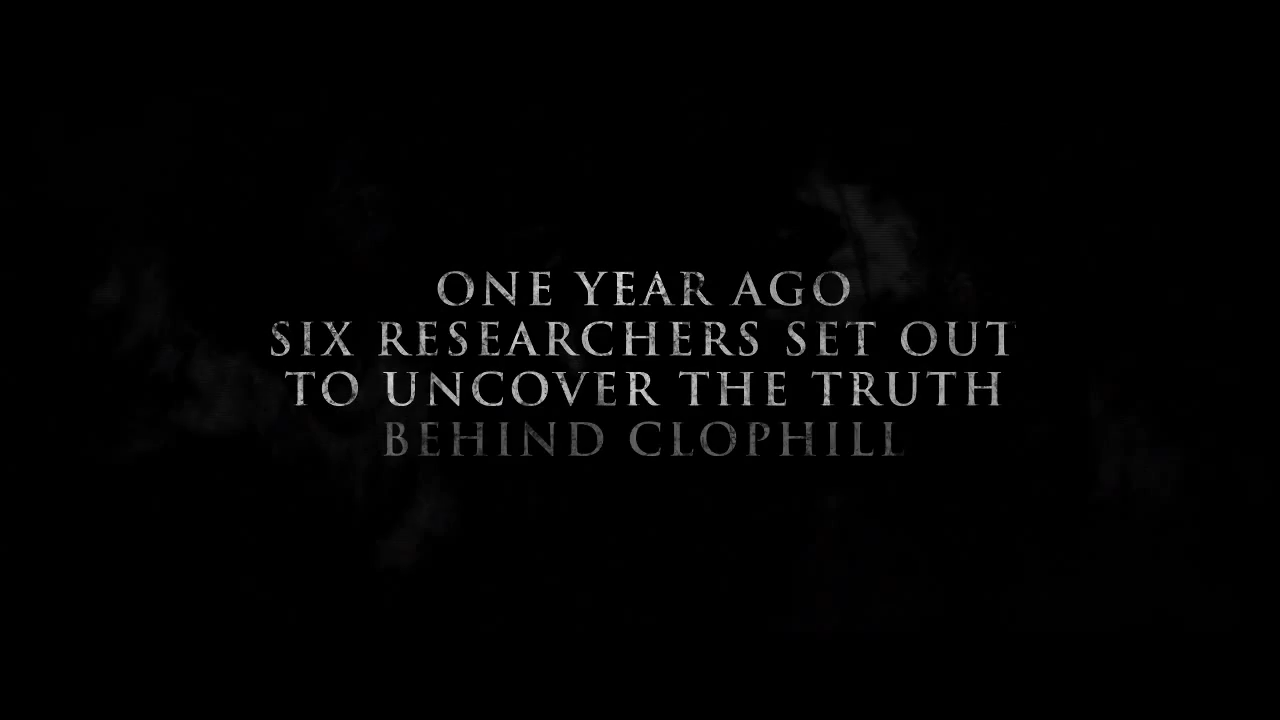 ONE YEAR AGO
SIX RESEARCHERS SET OUT
TO UNCOVER THE TRUTH
BEHIND CLOPHILL